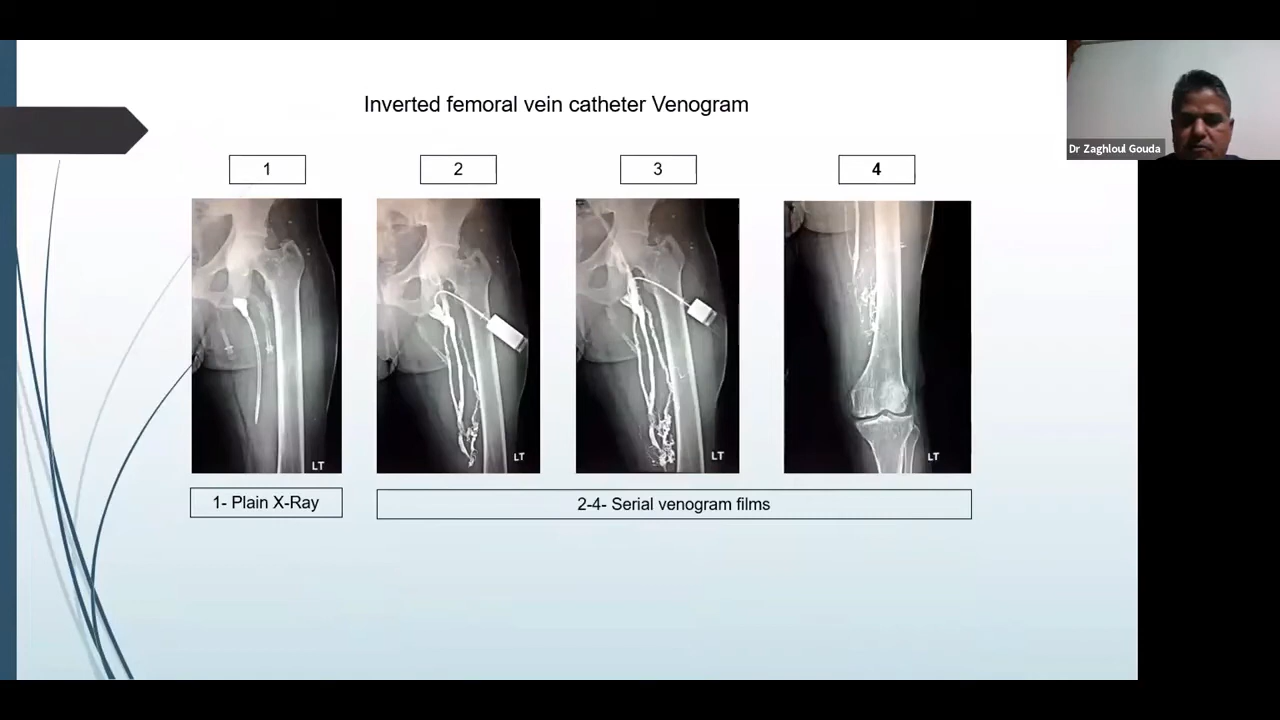 Inverted femoral vein catheter Venogram
Dr Zaghloul Gouda
1
2
3
4
LT
LT
LT
LT
1- Plain X-Ray
2-4- Serial venogram films